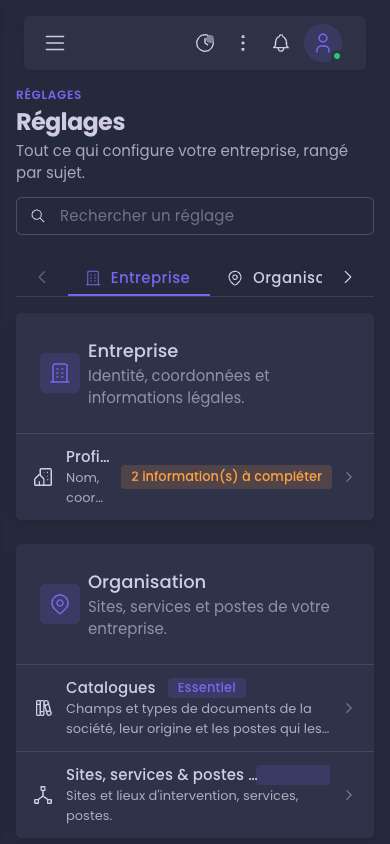 RÉGLAGES
Réglages
Tout ce qui configure votre entreprise, rangé
par sujet.
Rechercher un réglage
Entreprise
Organisc
Entreprise
Identité, coordonnées et
informations légales.
Profi...
Nom,
coor...
2 information(s) à compléter
Organisation
Sites, services et postes de votre
entreprise.
Catalogues
Essentiel
Champs et types de documents de la
société, leur origine et les postes qui les...
Sites, services & postes ...
Sites et lieux d'intervention, services,
postes.